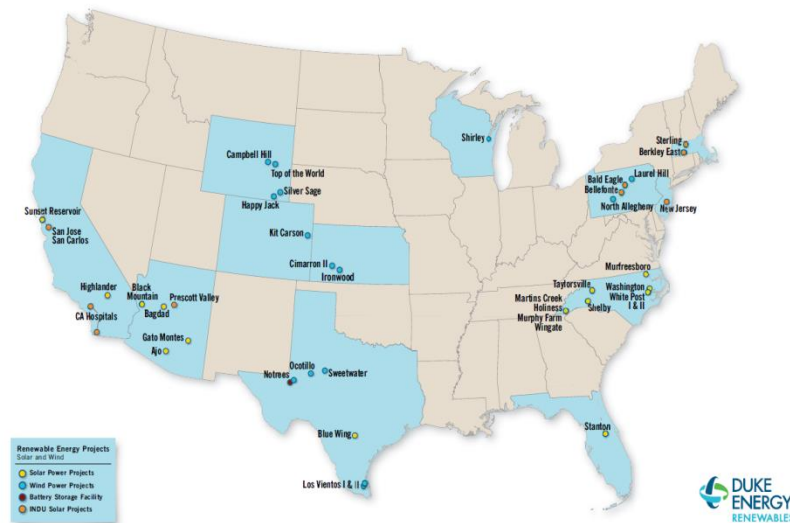 Campbell Hill
Top of the World
Silver Sage
Happy Jack
Shirley
Sterling
Berkley East
Laurel Hill
Bald Eagle
Bellefonte
North Allegheny
New Jersey
Sunset Reservoir
San Jose
San Carlos
Kit Carson
Cimarron II
Ironwood
Highlander
CA Hospitals
Black
Mountain
Prescott Valley
Bagdad
Gato Montes
Ajo
Murfreesboro
Taylorsville
Washington
White Post
I & II
Shelby
Martins Creek
Holiness
Murphy Farm
Wingate
Notrees
Ocotillo
Sweetwater
Blue Wing
Los Vientos I & II
Stanton
Renewable Energy Projects
Solar and Wind
Solar Power Projects
Wind Power Projects
Battery Storage Facility
INDU Solar Projects
DUKE
ENERGY
RENEWABLES